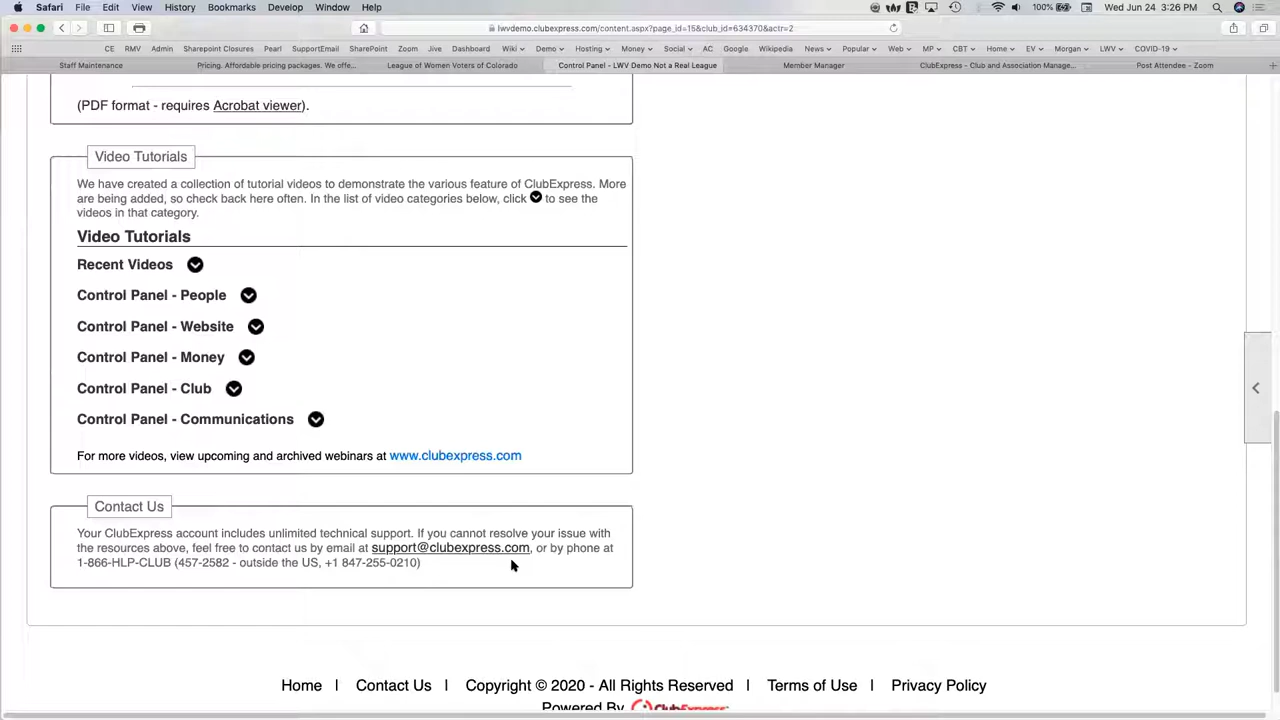 Safari File Edit View History Bookmarks Develop Window Help 100% Wed Jun 24 3:26 PM
lwvdemo.clubexpress.com/content.aspx?page_id=15&club_id=634370&actr=2
CE RMV Admin Sharepoint Closures Pearl SupportEmail SharePoint Zoom Jive Dashboard Wiki Demo Hosting Money Social AC Google Wikipedia News Popular Web MP CBT Home EV Morgan LWV COVID-19
Staff Maintenance Pricing. Affordable pricing packages. We offe... League of Women Voters of Colorado Control Panel - LWV Demo Not a Real League Member Manager ClubExpress - Club and Association Manage... Post Attendee - Zoom
(PDF format - requires Acrobat viewer).
Video Tutorials
We have created a collection of tutorial videos to demonstrate the various feature of ClubExpress. More
are being added, so check back here often. In the list of video categories below, click to see the
videos in that category.
Video Tutorials
Recent Videos
Control Panel - People
Control Panel - Website
Control Panel - Money
Control Panel - Club
Control Panel - Communications
For more videos, view upcoming and archived webinars at www.clubexpress.com
Contact Us
Your ClubExpress account includes unlimited technical support. If you cannot resolve your issue with
the resources above, feel free to contact us by email at support@clubexpress.com, or by phone at
1-866-HLP-CLUB (457-2582 - outside the US, +1 847-255-0210)
Home | Contact Us | Copyright © 2020 - All Rights Reserved | Terms of Use | Privacy Policy
Powered By ClubExpress